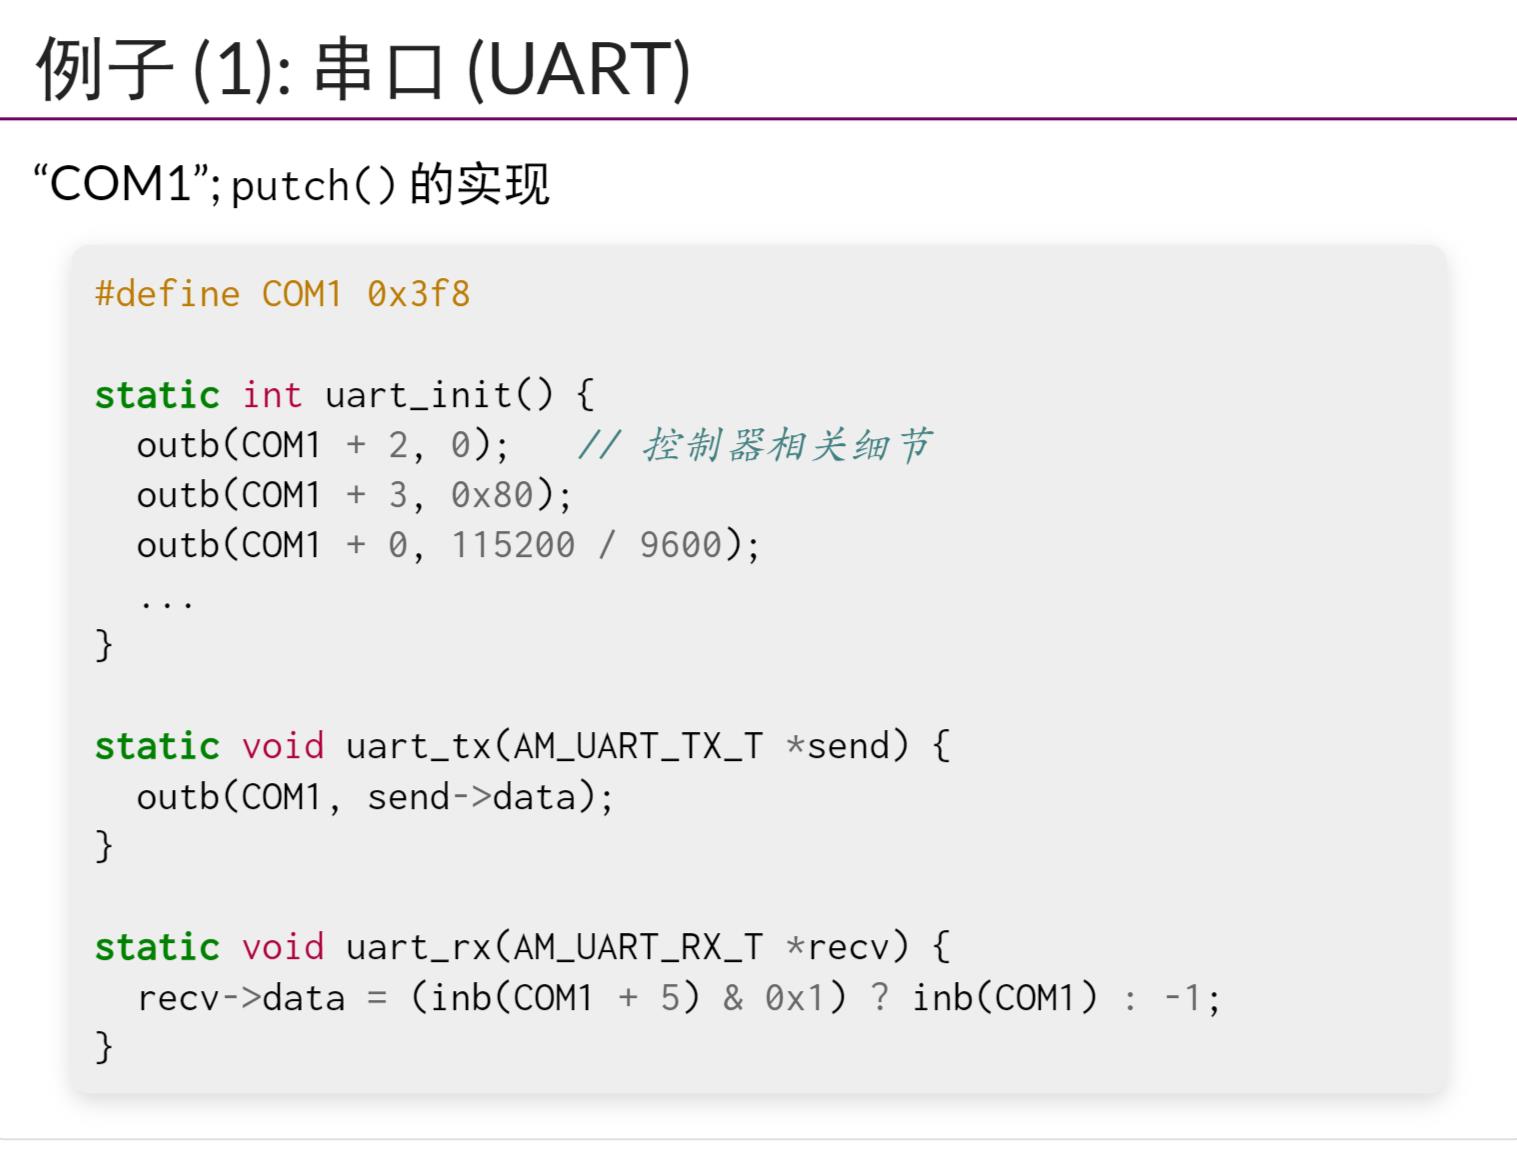 例子 (1): 串口 (UART)
“COM1”; putch() 的实现
#define COM1 0x3f8
static int uart_init() {
  outb(COM1 + 2, 0);   // 控制器相关细节
  outb(COM1 + 3, 0x80);
  outb(COM1 + 0, 115200 / 9600);
  ...
}
static void uart_tx(AM_UART_TX_T *send) {
  outb(COM1, send->data);
}
static void uart_rx(AM_UART_RX_T *recv) {
  recv->data = (inb(COM1 + 5) & 0x1) ? inb(COM1) : -1;
}